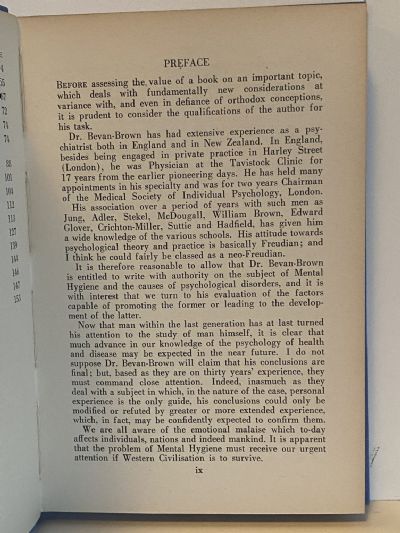 PREFACE
BEFORE assessing the value of a book on an important topic,
which deals with fundamentally new considerations at
variance with, and even in defiance of orthodox conceptions,
it is prudent to consider the qualifications of the author for
his task.
Dr. Bevan-Brown has had extensive experience as a psy-
chiatrist both in England and in New Zealand. In England,
besides being engaged in private practice in Harley Street
(London), he was Physician at the Tavistock Clinic for
17 years from the earlier pioneering days. He has held many
appointments in his specialty and was for two years Chairman
of the Medical Society of Individual Psychology, London.
His association over a period of years with such men as
Jung, Adler, Stekel, McDougall, William Brown, Edward
Glover, Crichton-Miller, Suttie and Hadfield, has given him
a wide knowledge of the various schools. His attitude towards
psychological theory and practice is basically Freudian; and
I think he could fairly be classed as a neo-Freudian.
It is therefore reasonable to allow that Dr. Bevan-Brown
is entitled to write with authority on the subject of Mental
Hygiene and the causes of psychological disorders, and it is
with interest that we turn to his evaluation of the factors
capable of promoting the former or leading to the develop-
ment of the latter.
Now that man within the last generation has at last turned
his attention to the study of man himself, it is clear that
much advance in our knowledge of the psychology of health
and disease may be expected in the near future. I do not
suppose Dr. Bevan-Brown will claim that his conclusions are
final; but, based as they are on thirty years' experience, they
must command close attention. Indeed, inasmuch as they
deal with a subject in which, in the nature of the case, personal
experience is the only guide, his conclusions could only be
modified or refuted by greater or more extended experience,
which, in fact, may be confidently expected to confirm them.
We are all aware of the emotional malaise which to-day
affects individuals, nations and indeed mankind. It is apparent
that the problem of Mental Hygiene must receive our urgent
attention if Western Civilisation is to survive.
ix
72
74
74
88
101
104
112
113
127
139
144
146
147
151